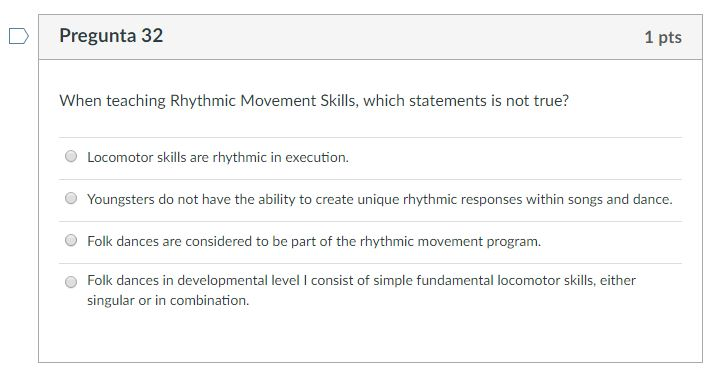 Pregunta 32
1 pts
When teaching Rhythmic Movement Skills, which statements is not true?
Locomotor skills are rhythmic in execution.
Youngsters do not have the ability to create unique rhythmic responses within songs and dance.
Folk dances are considered to be part of the rhythmic movement program.
Folk dances in developmental level I consist of simple fundamental locomotor skills, either
singular or in combination.